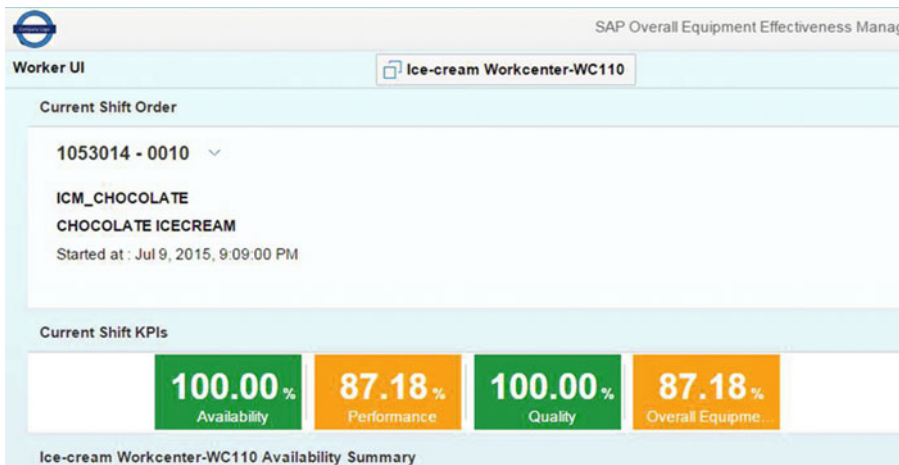 SAP Overall Equipment Effectiveness Manag
Worker UI
Ice-cream Workcenter-WC110
Current Shift Order
1053014 - 0010
ICM_CHOCOLATE
CHOCOLATE ICECREAM
Started at : Jul 9, 2015, 9:09:00 PM
Current Shift KPIs
100.00 % 87.18 % 100.00 % 87.18 %
Availability Performance Quality Overall Equipme...
Ice-cream Workcenter-WC110 Availability Summary